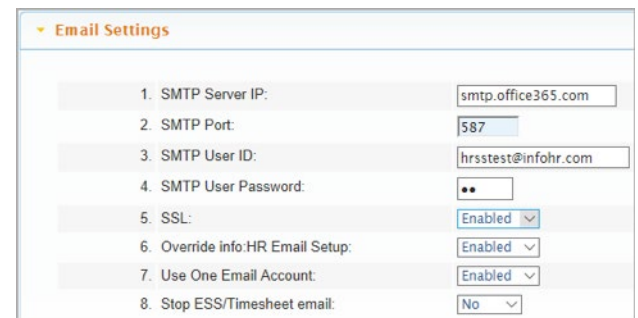 Email Settings
1. SMTP Server IP: smtp.office365.com
2. SMTP Port: 587
3. SMTP User ID: hrsstest@infohr.com
4. SMTP User Password: ••
5. SSL: Enabled
6. Override info:HR Email Setup: Enabled
7. Use One Email Account: Enabled
8. Stop ESS/Timesheet email: No